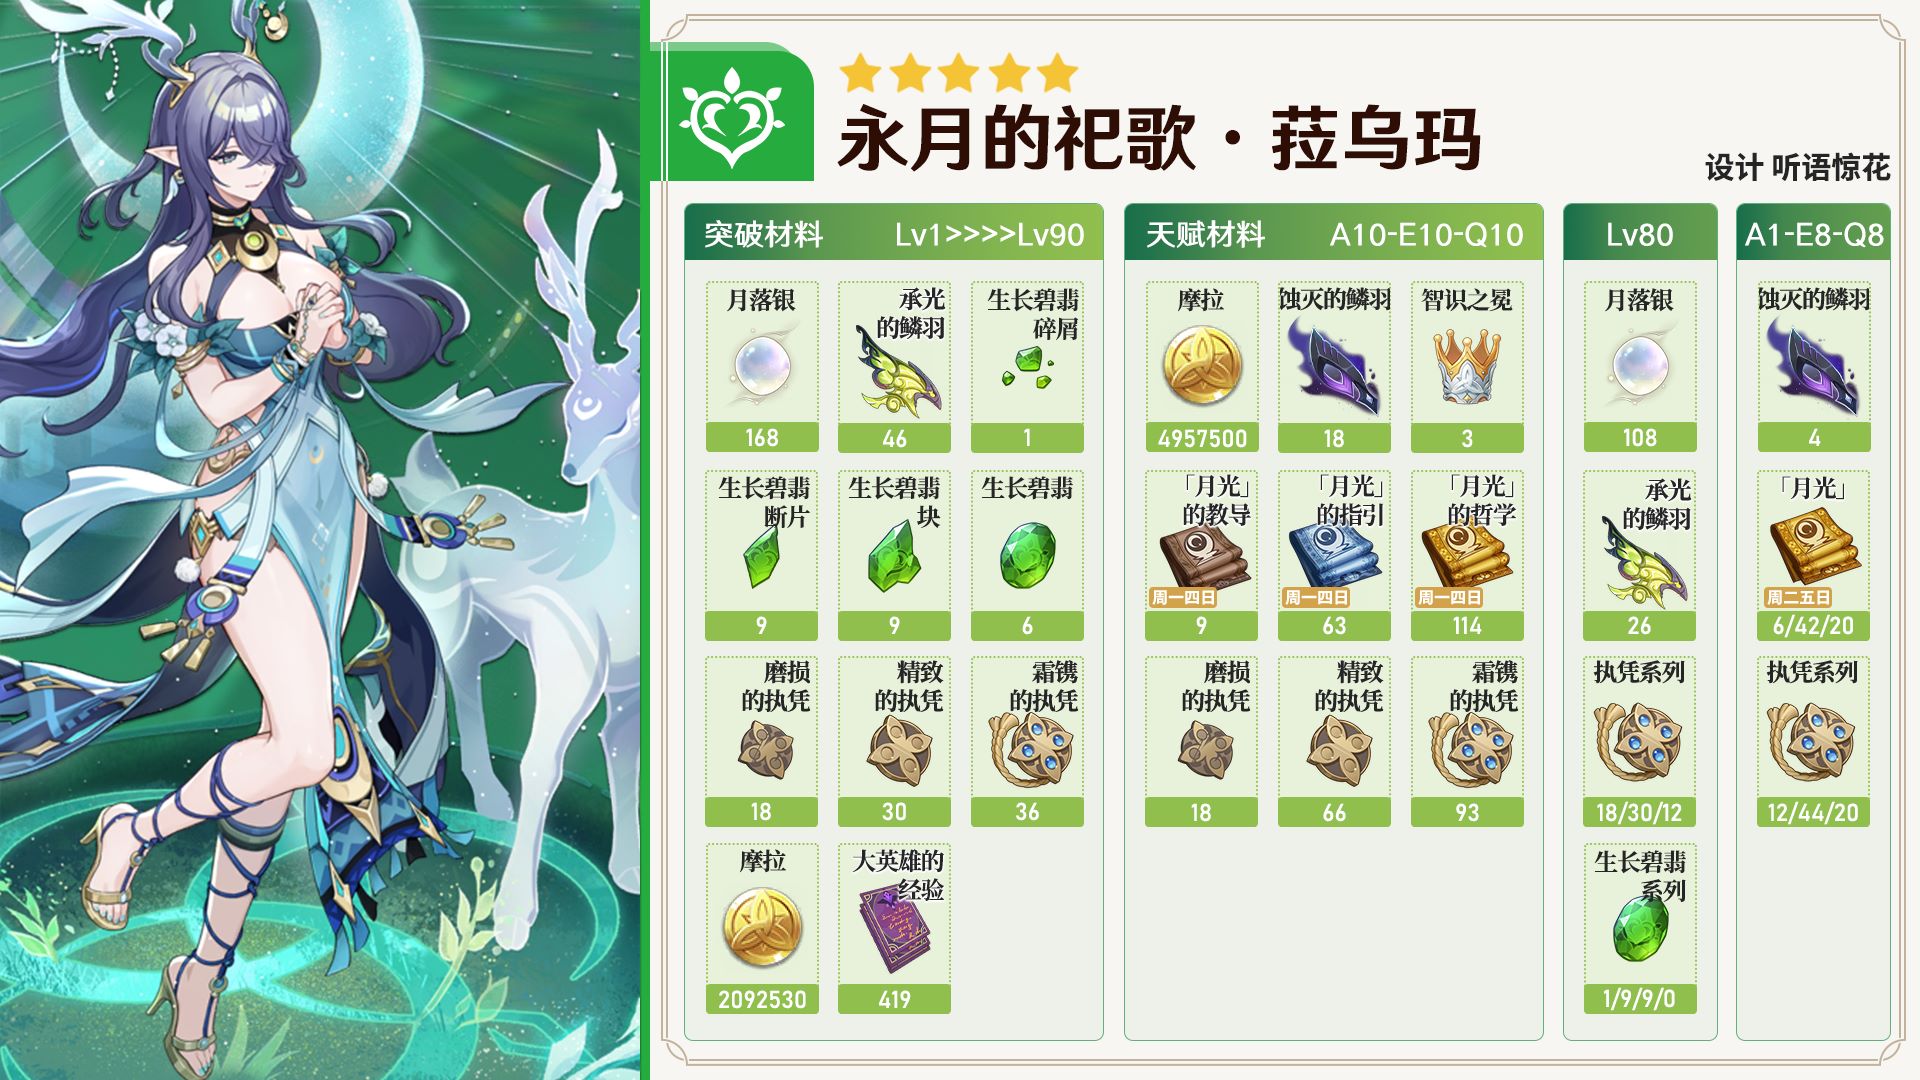 永月的祀歌·菈乌玛
设计 听语惊花
突破材料 Lv1>>>>Lv90
月落银
168
承光
的鳞羽
46
生长碧翡
碎屑
1
生长碧翡
断片
9
生长碧翡
块
9
生长碧翡
6
磨损
的执凭
18
精致
的执凭
30
霜镌
的执凭
36
摩拉
2092530
大英雄的
经验
419
天赋材料 A10-E10-Q10
摩拉
4957500
蚀灭的鳞羽
18
智识之冕
3
「月光」
的教导
周一四日
9
「月光」
的指引
周一四日
63
「月光」
的哲学
周一四日
114
磨损
的执凭
18
精致
的执凭
66
霜镌
的执凭
93
Lv80
月落银
108
承光
的鳞羽
26
执凭系列
18/30/12
生长碧翡
系列
1/9/9/0
A1-E8-Q8
蚀灭的鳞羽
4
「月光」
周二五日
6/42/20
执凭系列
12/44/20